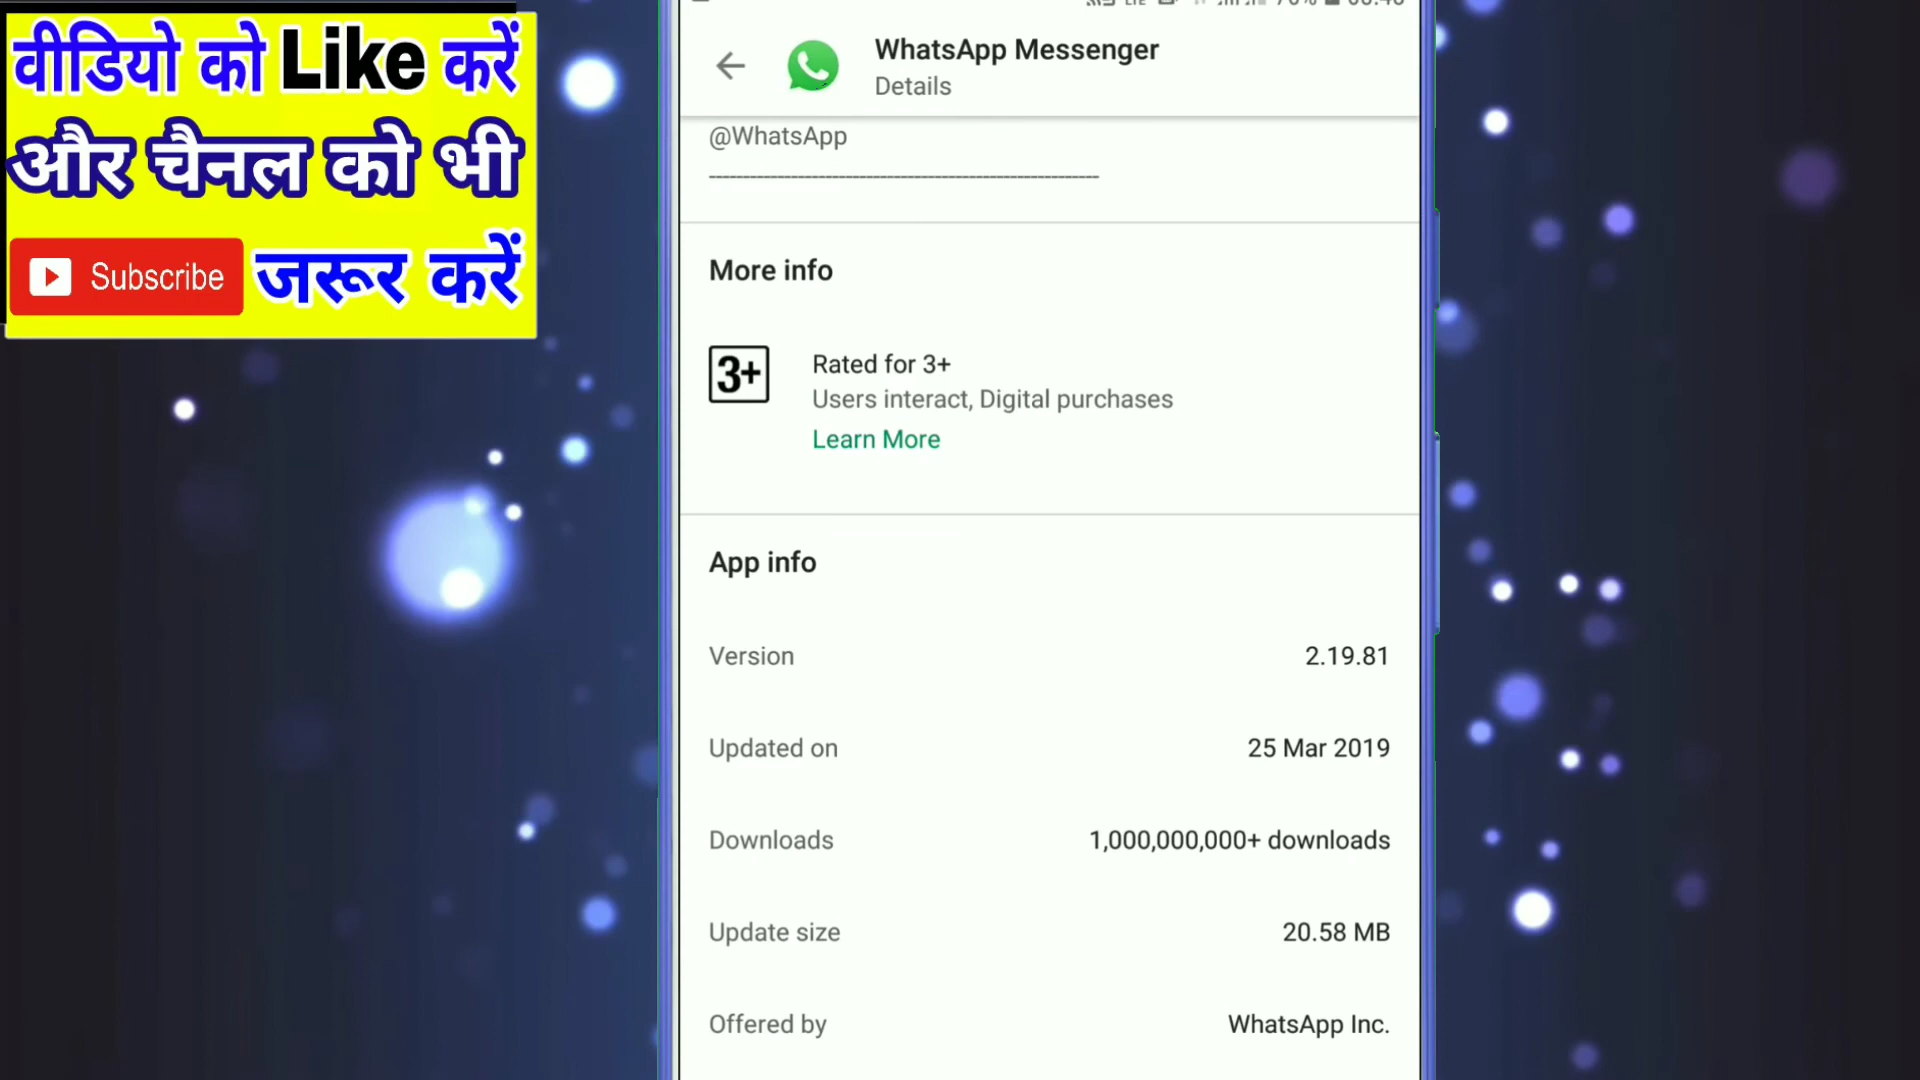 वीडियो को Like करें
और चैनल को भी
Subscribe जरूर करें
WhatsApp Messenger
Details
@WhatsApp
---------------------------------------------------------
More info
3+
Rated for 3+
Users interact, Digital purchases
Learn More
App info
Version 2.19.81
Updated on 25 Mar 2019
Downloads 1,000,000,000+ downloads
Update size 20.58 MB
Offered by WhatsApp Inc.